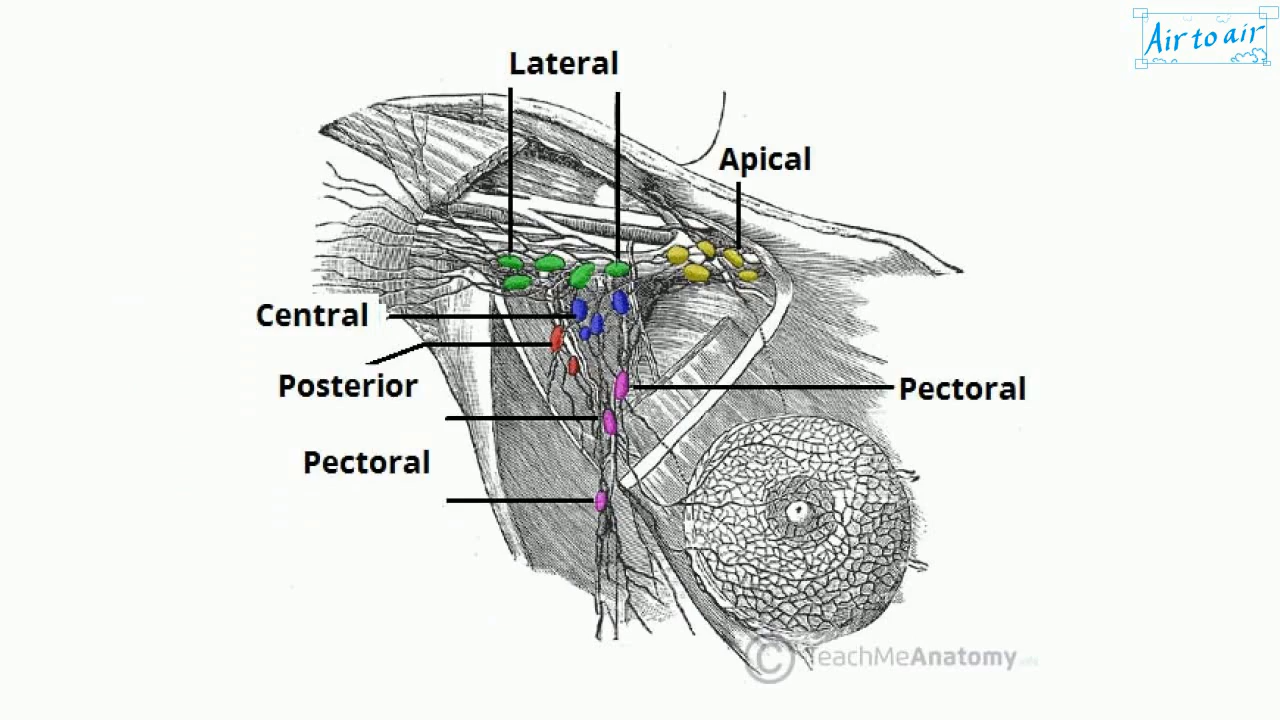 Air to air
Lateral
Apical
Central
Posterior
Pectoral
Pectoral
© TeachMeAnatomy